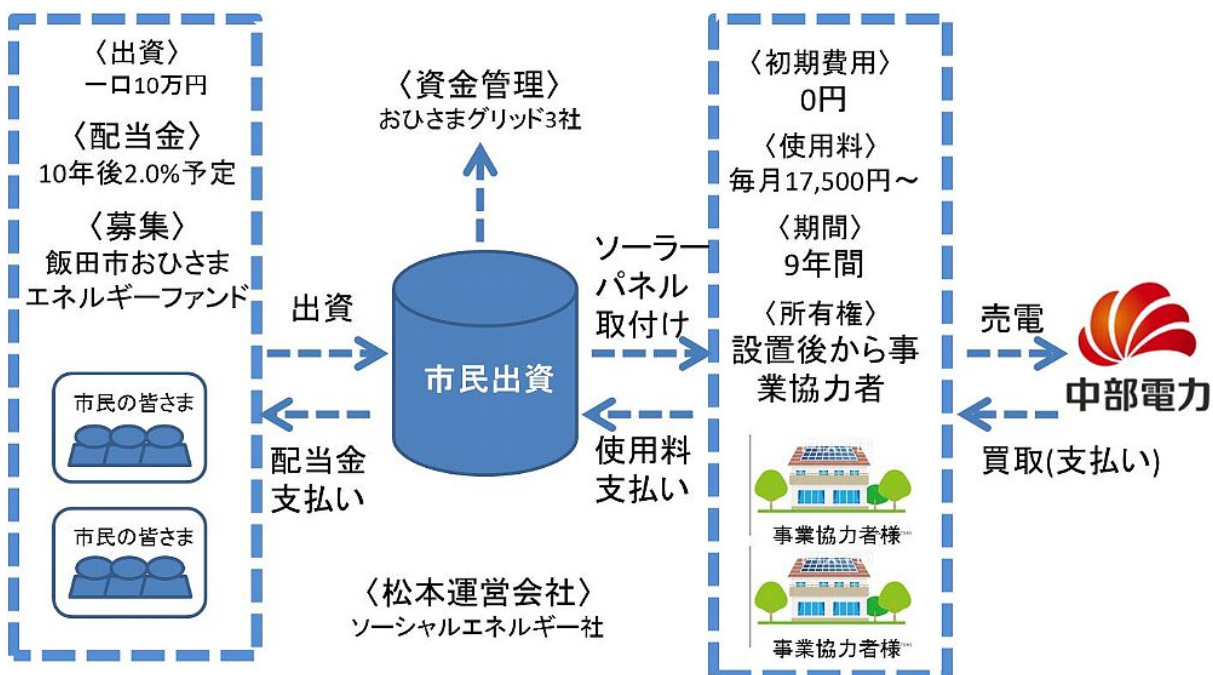 〈出資〉
一口10万円
〈配当金〉
10年後2.0%予定
〈募集〉
飯田市おひさま
エネルギーファンド
市民の皆さま
市民の皆さま
出資
配当金
支払い
〈資金管理〉
おひさまグリッド3社
市民出資
〈松本運営会社〉
ソーシャルエネルギー社
ソーラー
パネル
取付け
使用料
支払い
〈初期費用〉
0円
〈使用料〉
毎月17,500円～
〈期間〉
9年間
〈所有権〉
設置後から事
業協力者
事業協力者様
事業協力者様
売電
中部電力
買取(支払い)